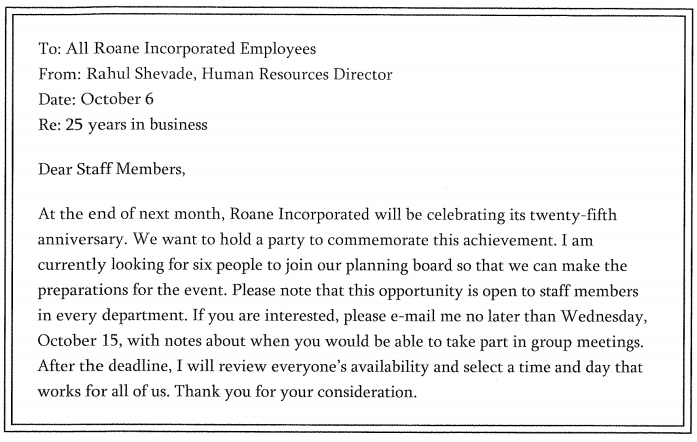 To: All Roane Incorporated Employees
From: Rahul Shevade, Human Resources Director
Date: October 6
Re: 25 years in business
Dear Staff Members,
At the end of next month, Roane Incorporated will be celebrating its twenty-fifth
anniversary. We want to hold a party to commemorate this achievement. I am
currently looking for six people to join our planning board so that we can make the
preparations for the event. Please note that this opportunity is open to staff members
in every department. If you are interested, please e-mail me no later than Wednesday,
October 15, with notes about when you would be able to take part in group meetings.
After the deadline, I will review everyone's availability and select a time and day that
works for all of us. Thank you for your consideration.